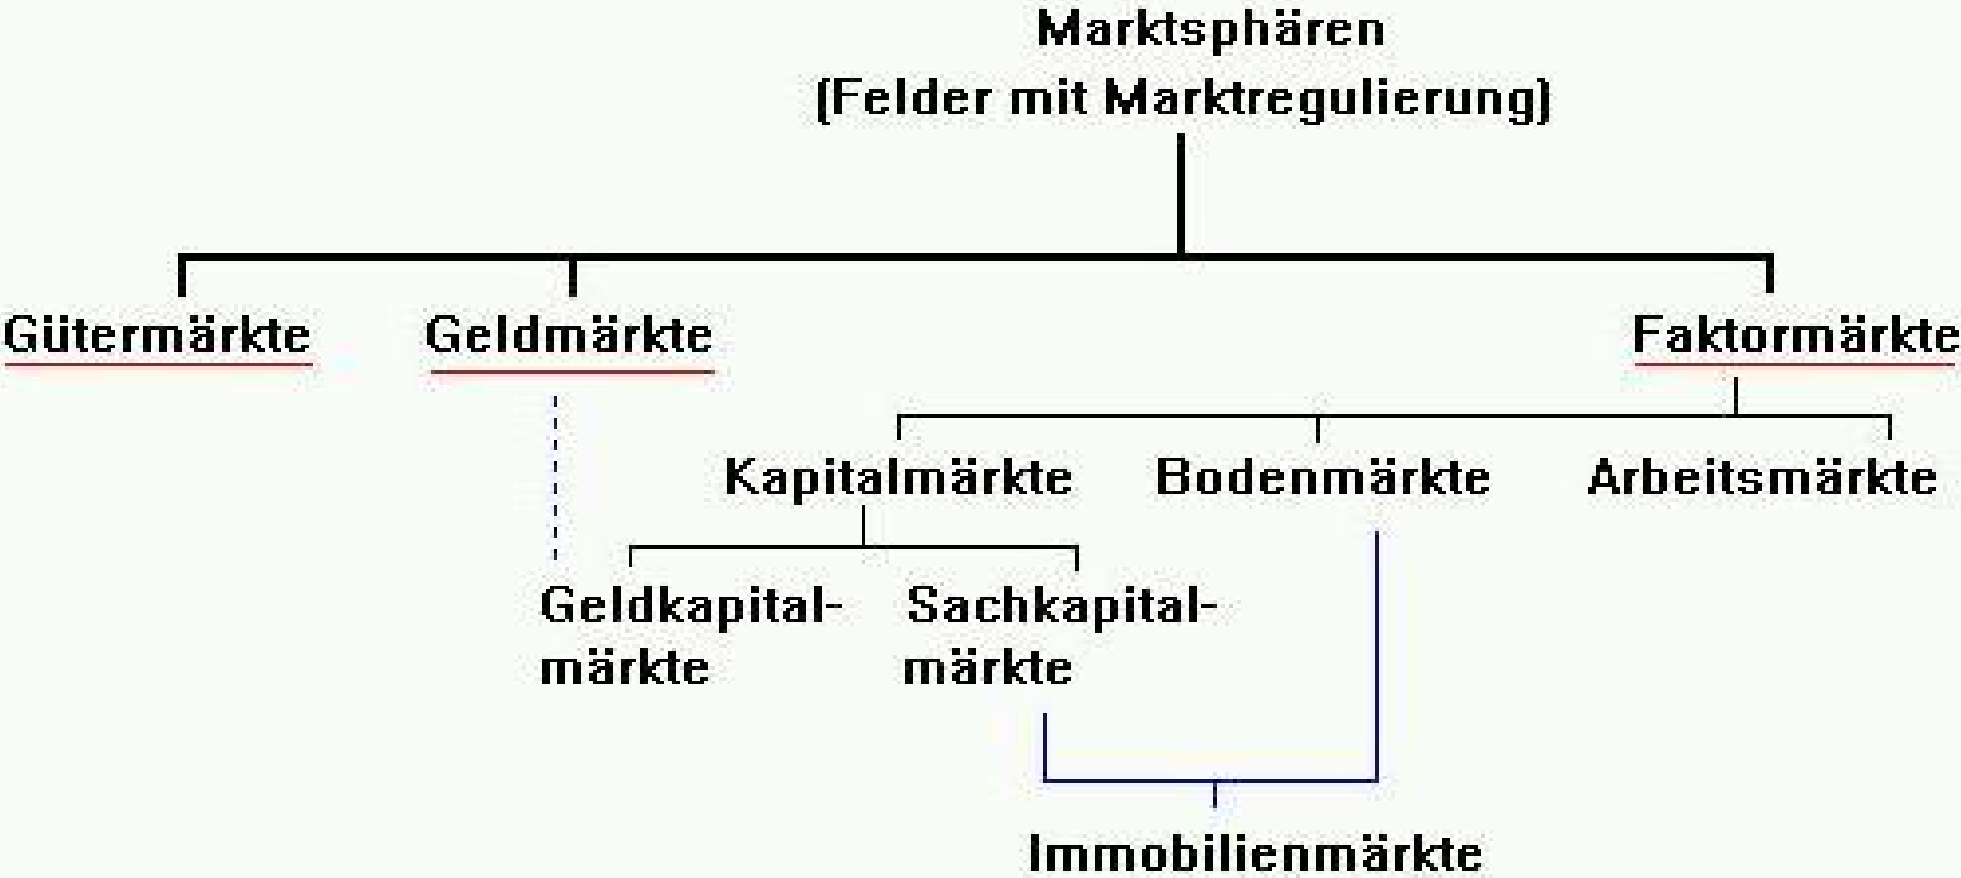 Marktsphären
(Felder mit Marktregulierung)
Gütermärkte Geldmärkte Faktormärkte
Kapitalmärkte Bodenmärkte Arbeitsmärkte
Geldkapital- Sachkapital-
märkte märkte
Immobilienmärkte